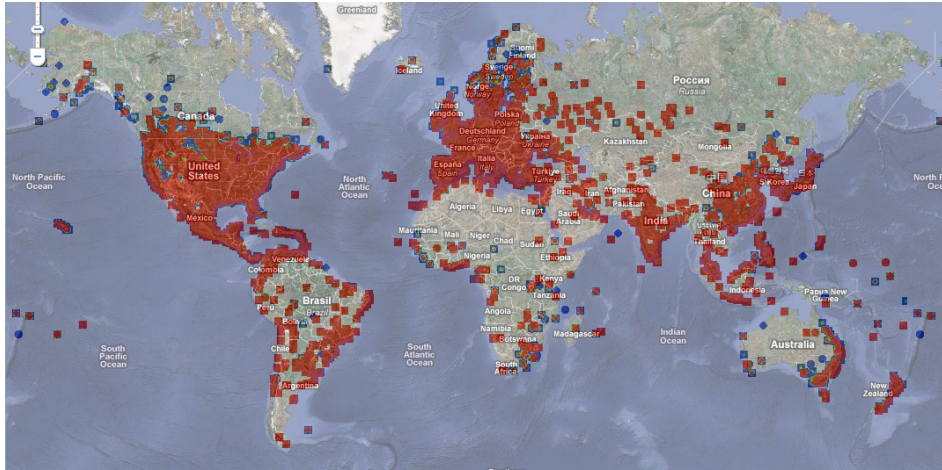 Greenland
Suomi
Finland
Iceland
Sverige
Sweden
Norge
Norway
Россия
Russia
Canada
United
Kingdom
Polska
Poland
Deutschland
Germany
Україна
Ukraine
France
Kazakhstan
Mongolia
Italia
Italy
España
Spain
Türkiye
Turkey
United
States
North Pacific
Ocean
North
Atlantic
Ocean
China
Japan
North
Pacific
Ocean
Iraq
Iran
Afghanistan
Pakistan
Algeria
Libya
Egypt
Saudi
Arabia
México
India
Mauritania
Mali
Niger
Chad
Sudan
Thailand
Nigeria
Ethiopia
Venezuela
Colombia
DR
Congo
Kenya
Tanzania
Indonesia
Papua New
Guinea
Brasil
Brazil
Peru
Bolivia
Angola
Namibia
Botswana
Madagascar
Indian
Ocean
Australia
Chile
South
Pacific
Ocean
South
Atlantic
Ocean
South
Africa
Argentina
New
Zealand